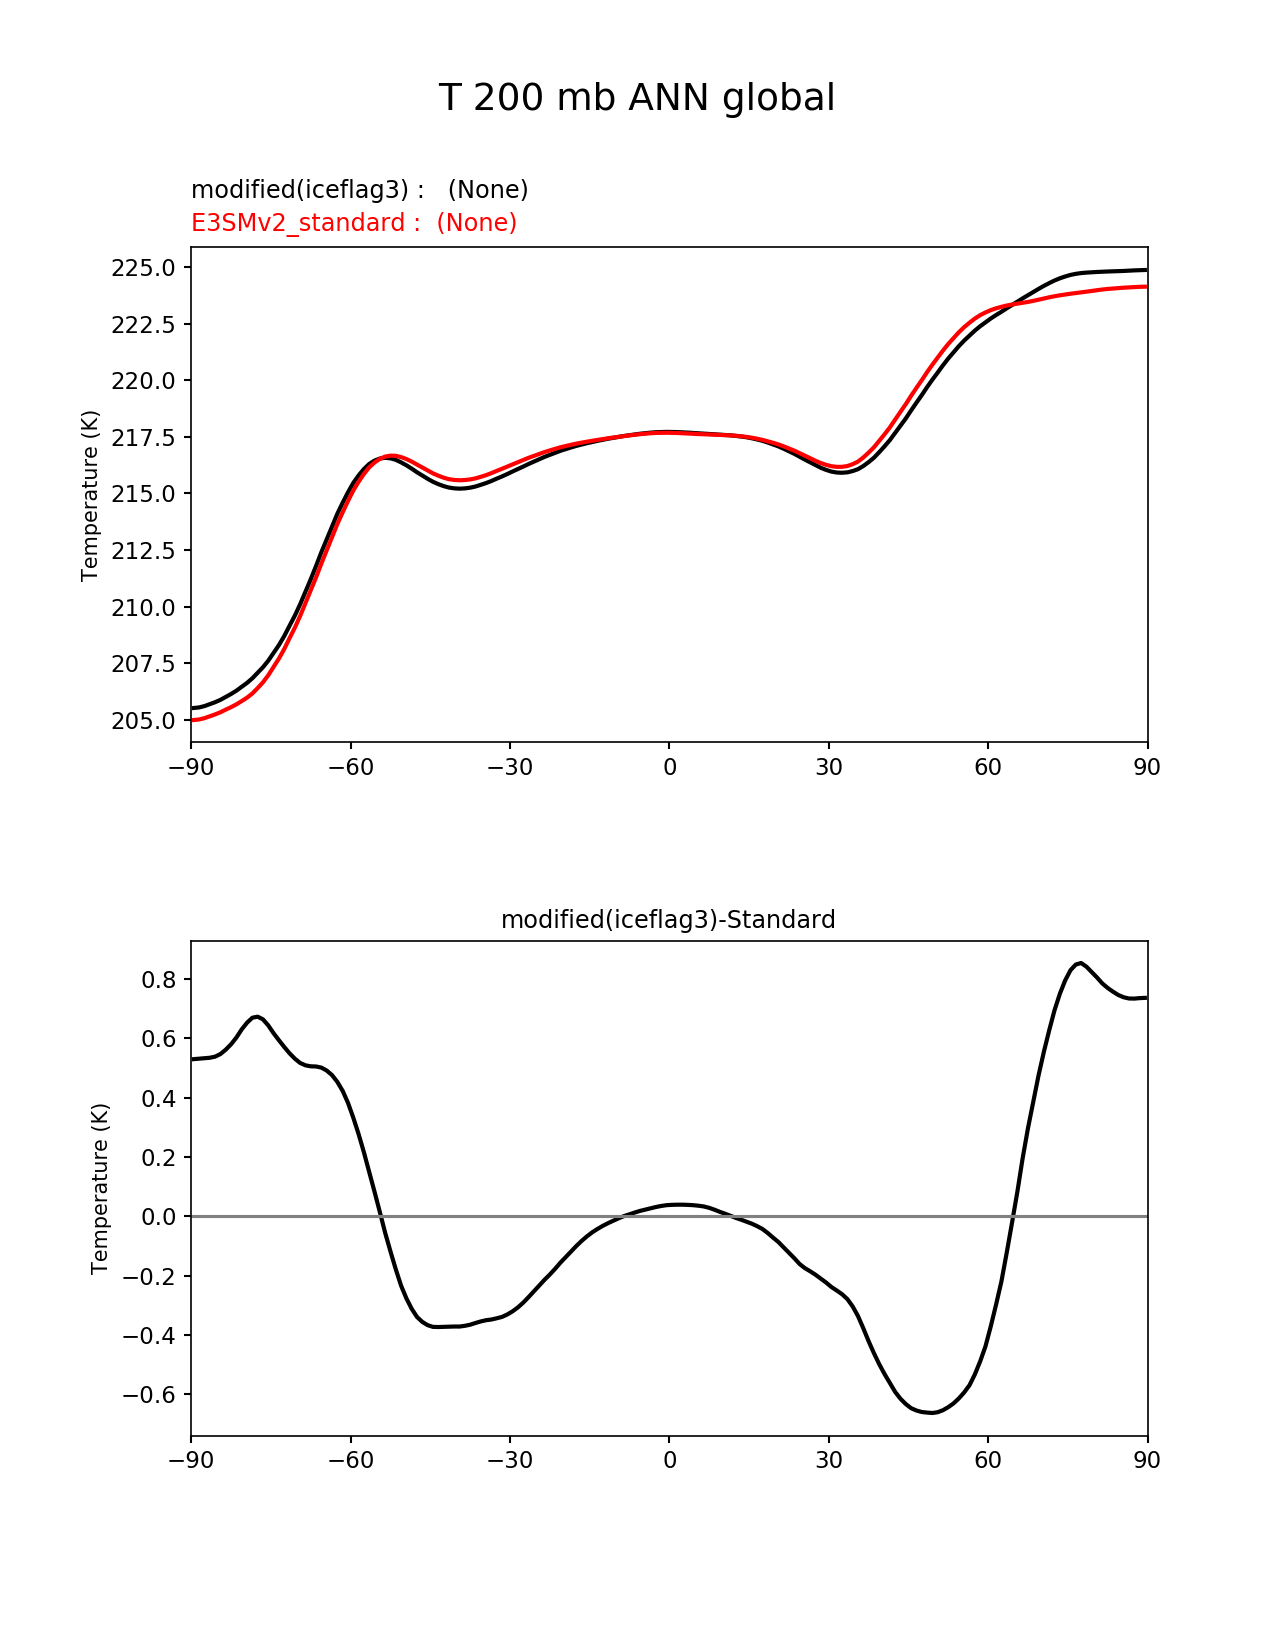 T 200 mb ANN global
modified(iceflag3) :   (None)
E3SMv2_standard :  (None)
225.0
222.5
220.0
217.5
215.0
212.5
210.0
207.5
205.0
Temperature (K)
−90 −60 −30 0 30 60 90
modified(iceflag3)-Standard
0.8
0.6
0.4
0.2
0.0
−0.2
−0.4
−0.6
Temperature (K)
−90 −60 −30 0 30 60 90